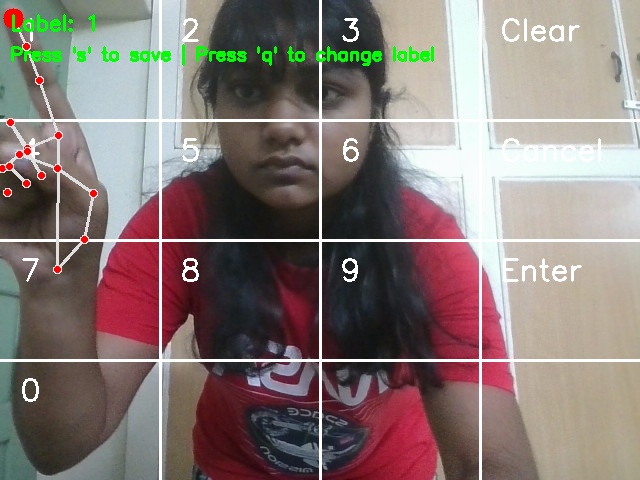 Label: 1
Press 's' to save | Press 'q' to change label
1 2 3 Clear
4 5 6 Cancel
7 8 9 Enter
0